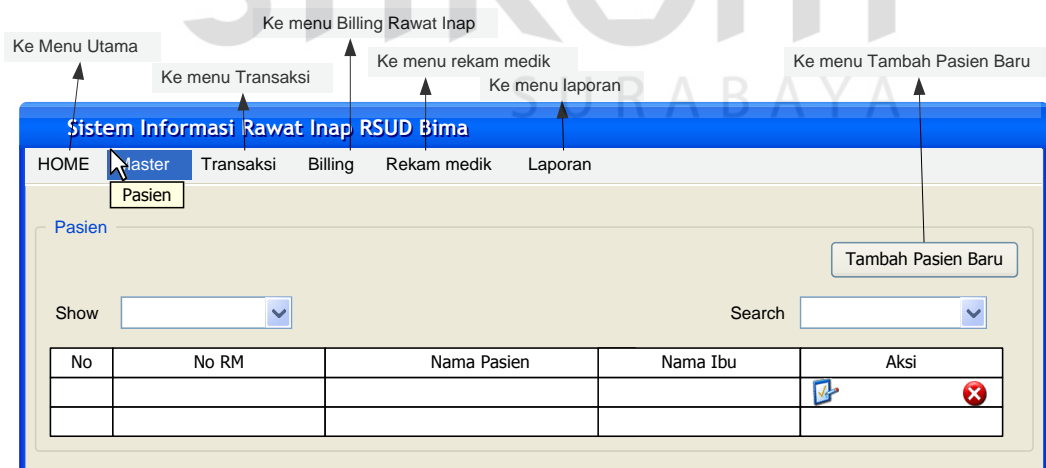 Ke menu Billing Rawat Inap
Ke Menu Utama
Ke menu rekam medik
Ke menu Tambah Pasien Baru
Ke menu Transaksi
Ke menu laporan
SURABAYA
Sistem Informasi Rawat Inap RSUD Bima
HOME Master Transaksi Billing Rekam medik Laporan
Pasien
Pasien
Tambah Pasien Baru
Show Search
No No RM Nama Pasien Nama Ibu Aksi